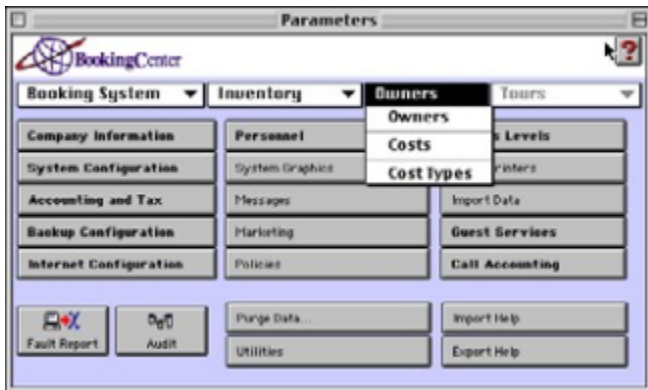 Parameters
BookingCenter
?
Booking System Inventory Owners Tours
Owners
Costs
Cost Types
Company Information Personnel Levels
System Configuration System Graphics
Accounting and Tax Messages Import Data
Backup Configuration Marketing Guest Services
Internet Configuration Policies Call Accounting
Fault Report Audit
Purge Data... Import Help
Utilities Export Help